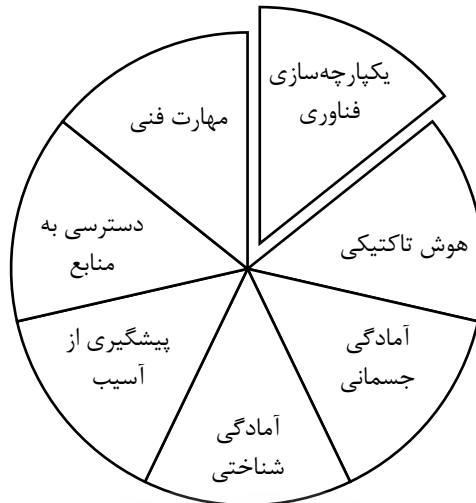 یکپارچه‌سازی
فناوری
هوش تاکتیکی
آمادگی
جسمانی
آمادگی
شناختی
پیشگیری از
آسیب
دسترسی به
منابع
مهارت فنی